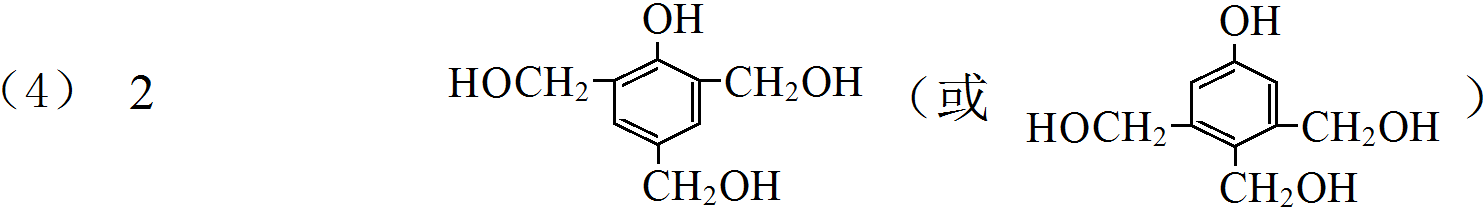 (4) 2
OH
HOCH₂ CH₂OH
CH₂OH
(或
OH
HOCH₂ CH₂OH
CH₂OH
)